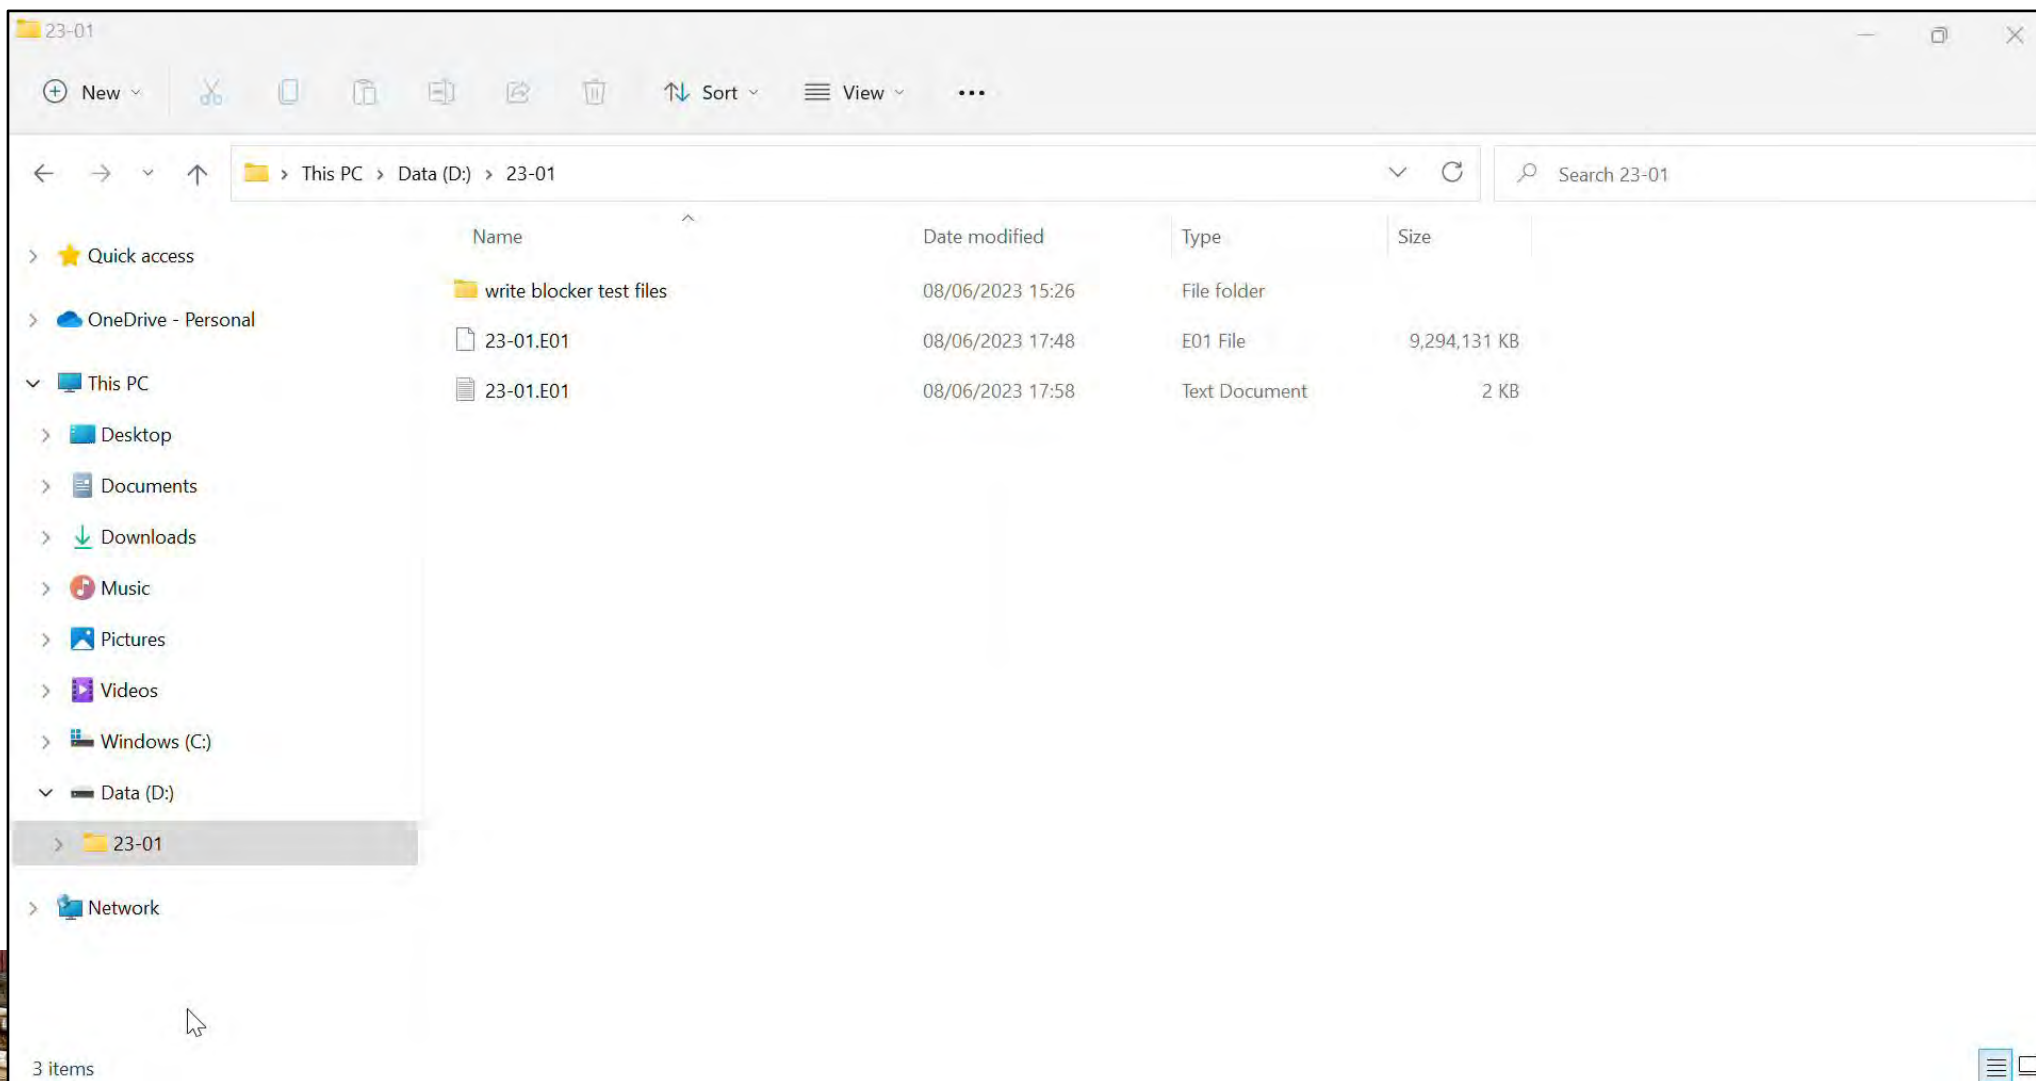 23-01
New Sort View
This PC > Data (D:) > 23-01 Search 23-01
Name Date modified Type Size
Quick access
write blocker test files 08/06/2023 15:26 File folder
OneDrive - Personal
23-01.E01 08/06/2023 17:48 E01 File 9,294,131 KB
This PC
23-01.E01 08/06/2023 17:58 Text Document 2 KB
Desktop
Documents
Downloads
Music
Pictures
Videos
Windows (C:)
Data (D:)
23-01
Network
3 items